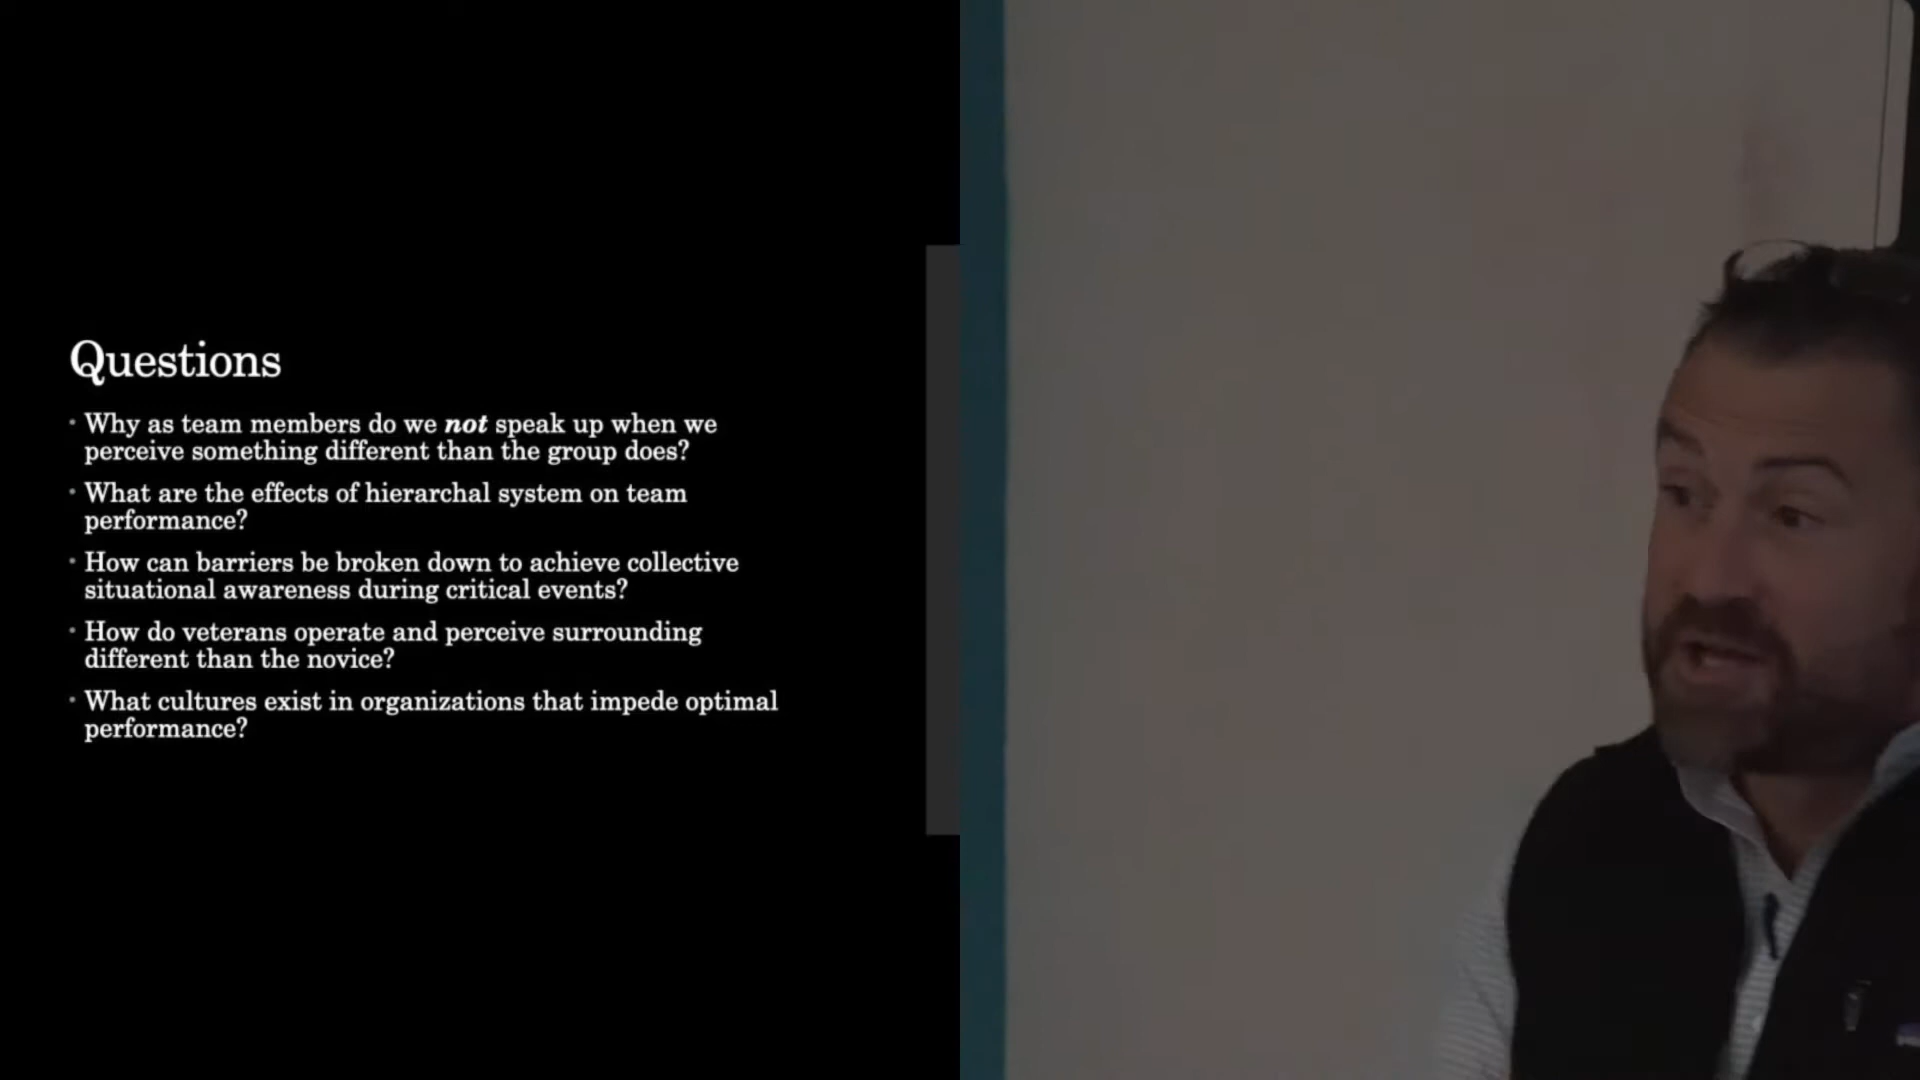 Questions
• Why as team members do we not speak up when we
perceive something different than the group does?
• What are the effects of hierarchal system on team
performance?
• How can barriers be broken down to achieve collective
situational awareness during critical events?
• How do veterans operate and perceive surrounding
different than the novice?
• What cultures exist in organizations that impede optimal
performance?